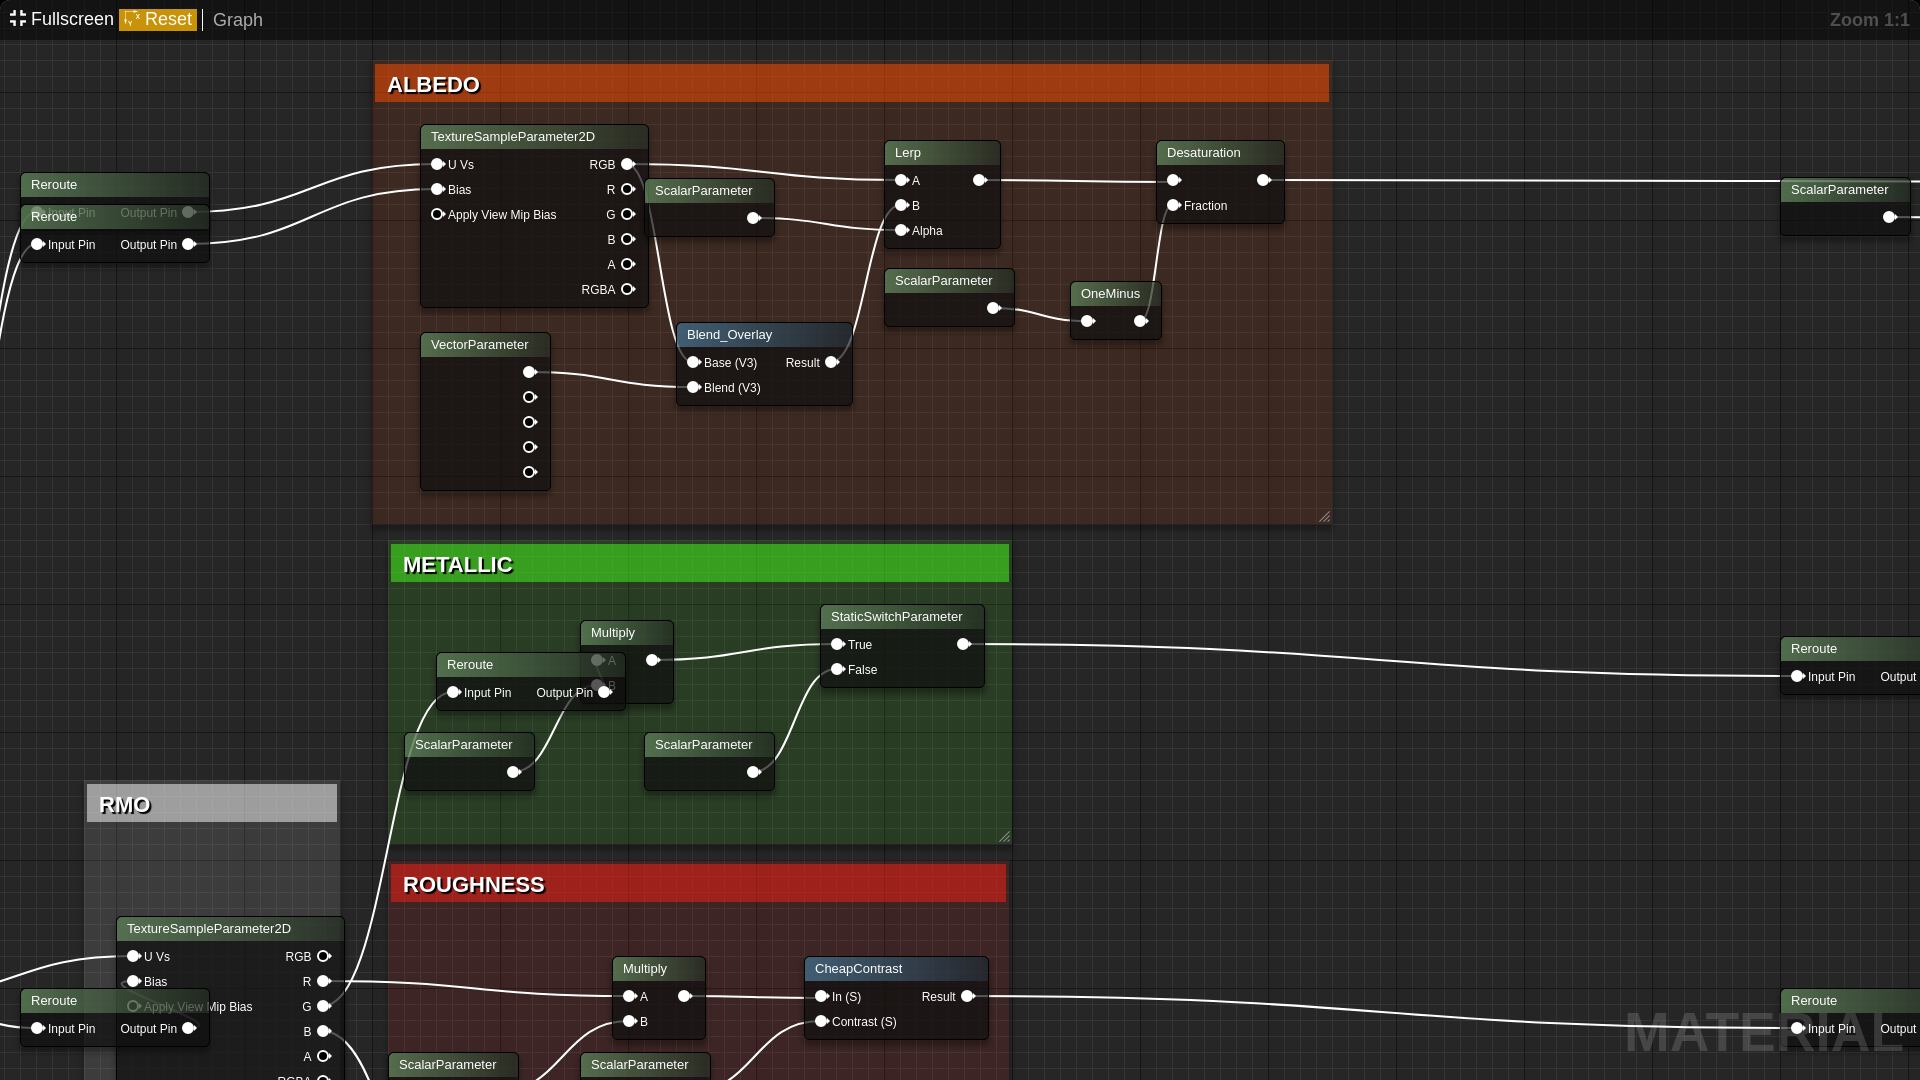 Fullscreen Reset Graph
Zoom 1:1
ALBEDO
TextureSampleParameter2D
U Vs RGB
Bias R
Apply View Mip Bias G
B
A
RGBA
Reroute
Input Pin Output Pin
Reroute
Input Pin Output Pin
ScalarParameter
Lerp
A
B
Alpha
Desaturation
Fraction
ScalarParameter
ScalarParameter
OneMinus
VectorParameter
Blend_Overlay
Base (V3) Result
Blend (V3)
METALLIC
Multiply
A
B
Reroute
Input Pin Output Pin
StaticSwitchParameter
True
False
ScalarParameter
ScalarParameter
Reroute
Input Pin Output
RMO
TextureSampleParameter2D
U Vs RGB
Bias R
Apply View Mip Bias G
B
A
RGBA
Reroute
Input Pin Output Pin
ROUGHNESS
Multiply
A
B
CheapContrast
In (S) Result
Contrast (S)
ScalarParameter
ScalarParameter
Reroute
Input Pin Output
MATERIAL